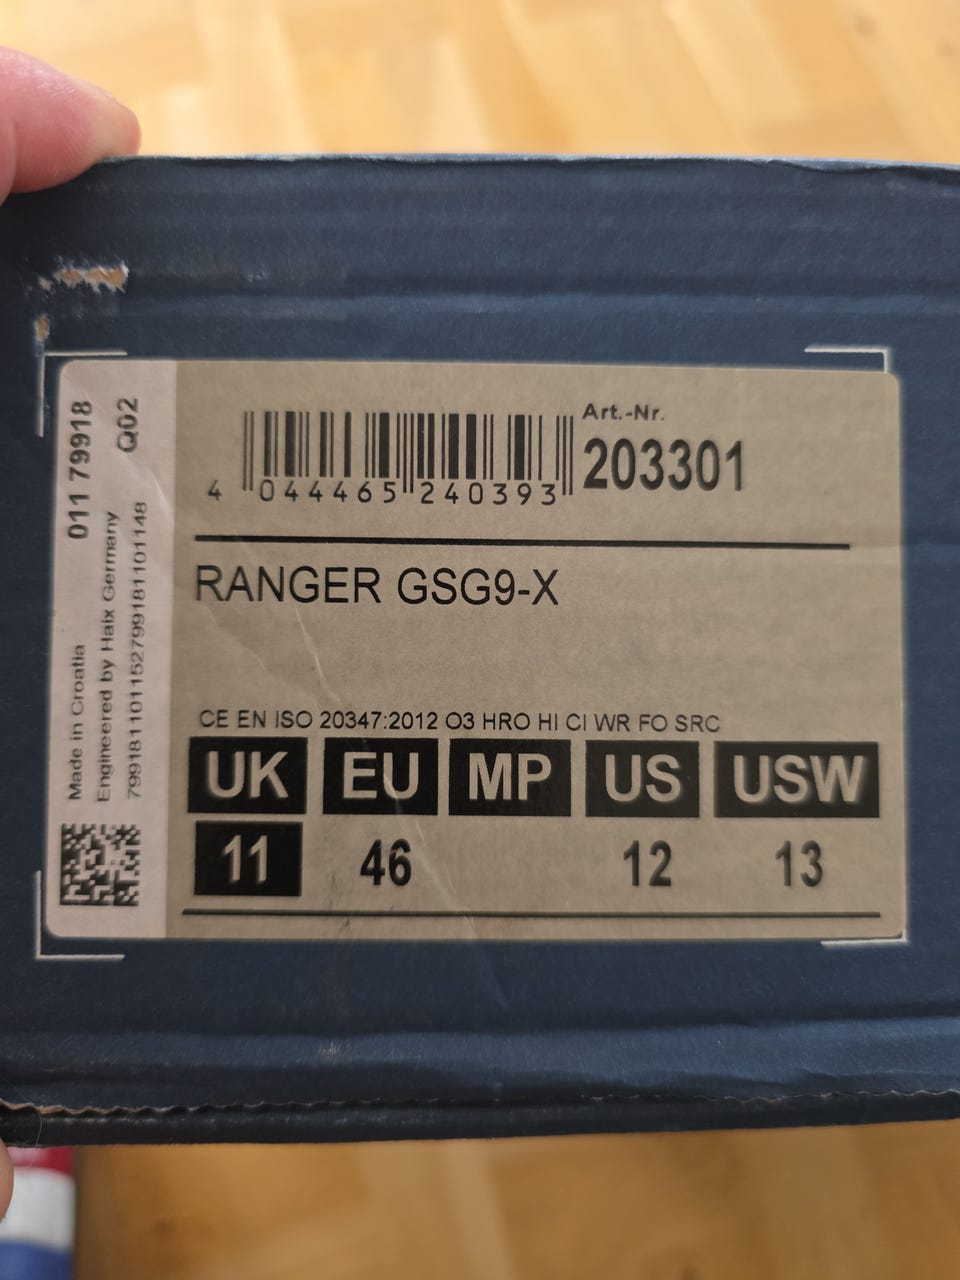 011 79918
Q02
Made in Croatia
Engineered by Haix Germany
799181101152799181101148
4 044465 240393
Art.-Nr.
203301
RANGER GSG9-X
CE EN ISO 20347:2012 O3 HRO HI CI WR FO SRC
UK EU MP US USW
11 46 12 13